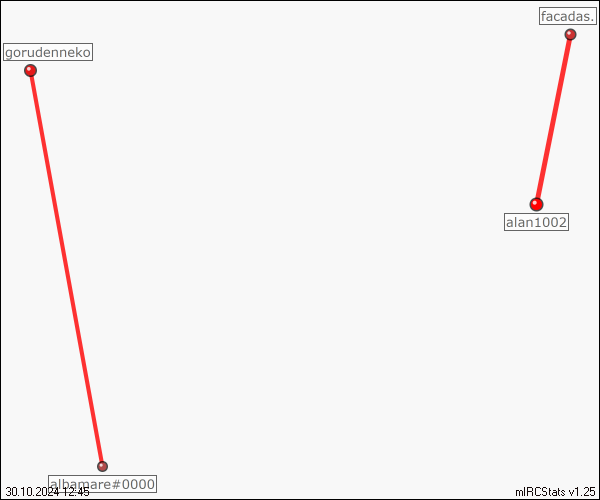 facadas.
gorudenneko
alan1002
albamare#0000
30.10.2024 12:45
mIRCStats v1.25